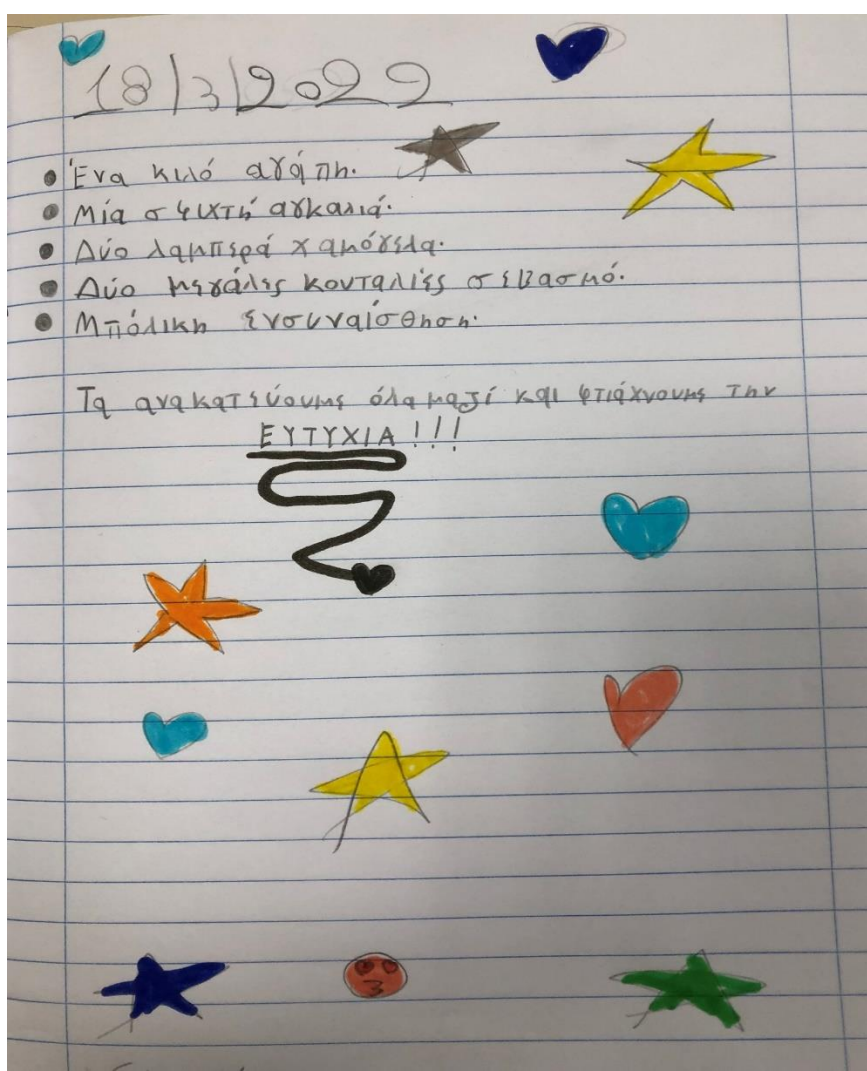 18/3/2022
Ένα κιλό αγάπη.
Μία σφιχτή αγκαλιά.
Δύο λαμπερά χαμόγελα.
Δύο μεγάλες κουταλιές σεβασμό.
Μπόλικη ενσυναίσθηση.
Τα ανακατεύουμε όλα μαζί και φτιάχνουμε την
ΕΥΤΥΧΙΑ!!!